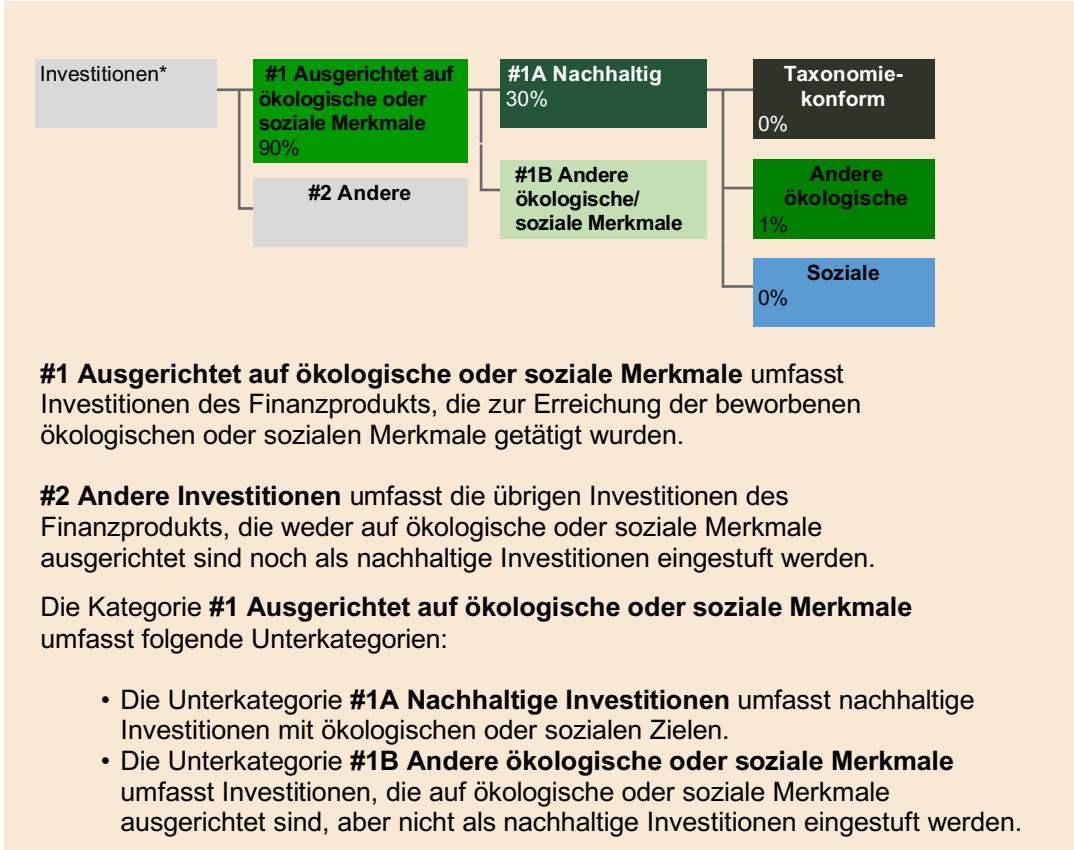 Investitionen*
#1 Ausgerichtet auf
ökologische oder
soziale Merkmale
90%
#2 Andere
#1A Nachhaltig
30%
#1B Andere
ökologische/
soziale Merkmale
Taxonomie-
konform
0%
Andere
ökologische
1%
Soziale
0%
#1 Ausgerichtet auf ökologische oder soziale Merkmale umfasst
Investitionen des Finanzprodukts, die zur Erreichung der beworbenen
ökologischen oder sozialen Merkmale getätigt wurden.
#2 Andere Investitionen umfasst die übrigen Investitionen des
Finanzprodukts, die weder auf ökologische oder soziale Merkmale
ausgerichtet sind noch als nachhaltige Investitionen eingestuft werden.
Die Kategorie #1 Ausgerichtet auf ökologische oder soziale Merkmale
umfasst folgende Unterkategorien:
• Die Unterkategorie #1A Nachhaltige Investitionen umfasst nachhaltige
Investitionen mit ökologischen oder sozialen Zielen.
• Die Unterkategorie #1B Andere ökologische oder soziale Merkmale
umfasst Investitionen, die auf ökologische oder soziale Merkmale
ausgerichtet sind, aber nicht als nachhaltige Investitionen eingestuft werden.